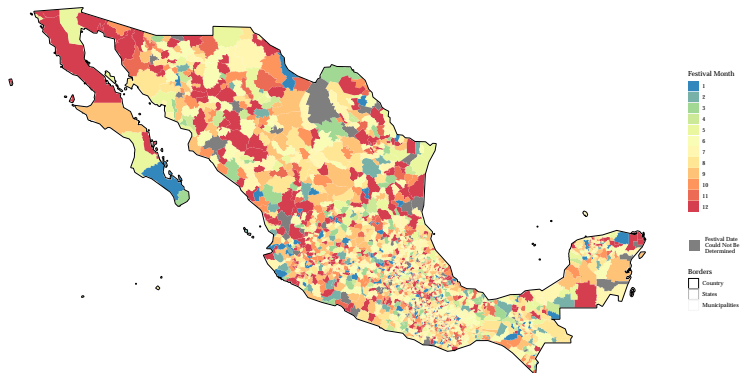 Festival Month
1
2
3
4
5
6
7
8
9
10
11
12
Festival Date
Could Not Be
Determined
Borders
Country
States
Municipalities